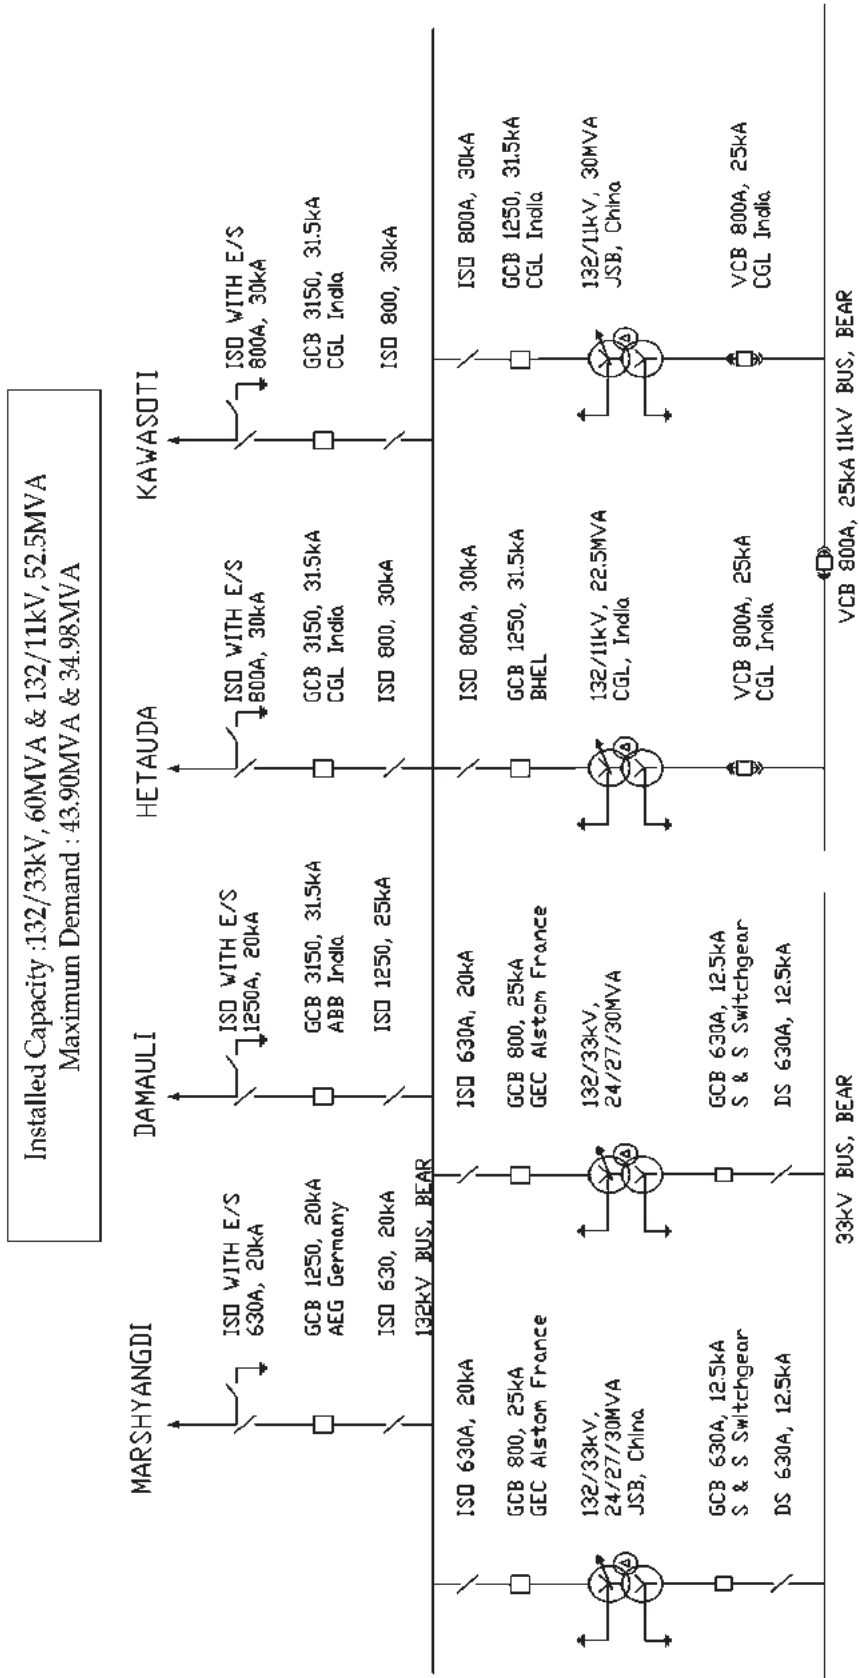 Installed Capacity :132/33kV, 60MVA & 132/11kV, 52.5MVA
Maximum Demand : 43.90MVA & 34.98MVA
MARSHYANGDI
DAMAULI
HETAUDA
KAWASOTI
ISO WITH E/S
630A, 20kA
ISO WITH E/S
1250A, 20kA
ISO WITH E/S
800A, 30kA
ISO WITH E/S
800A, 30kA
GCB 1250, 20kA
AEG Germany
GCB 3150, 31.5kA
ABB India
GCB 3150, 31.5kA
CGL India
GCB 3150, 31.5kA
CGL India
ISO 630, 20kA
ISO 1250, 25kA
ISO 800, 30kA
ISO 800, 30kA
132kV BUS, BEAR
ISO 630A, 20kA
ISO 630A, 20kA
ISO 800A, 30kA
ISO 800A, 30kA
GCB 800, 25kA
GEC Alstom France
GCB 800, 25kA
GEC Alstom France
GCB 1250, 31.5kA
BHEL
GCB 1250, 31.5kA
CGL India
132/33kV,
24/27/30MVA
JSB, China
132/33kV,
24/27/30MVA
132/11kV, 22.5MVA
CGL, India
132/11kV, 30MVA
JSB, China
GCB 630A, 12.5kA
S & S Switchgear
GCB 630A, 12.5kA
S & S Switchgear
VCB 800A, 25kA
CGL India
VCB 800A, 25kA
CGL India
DS 630A, 12.5kA
DS 630A, 12.5kA
33kV BUS, BEAR
VCB 800A, 25kA 11kV BUS, BEAR